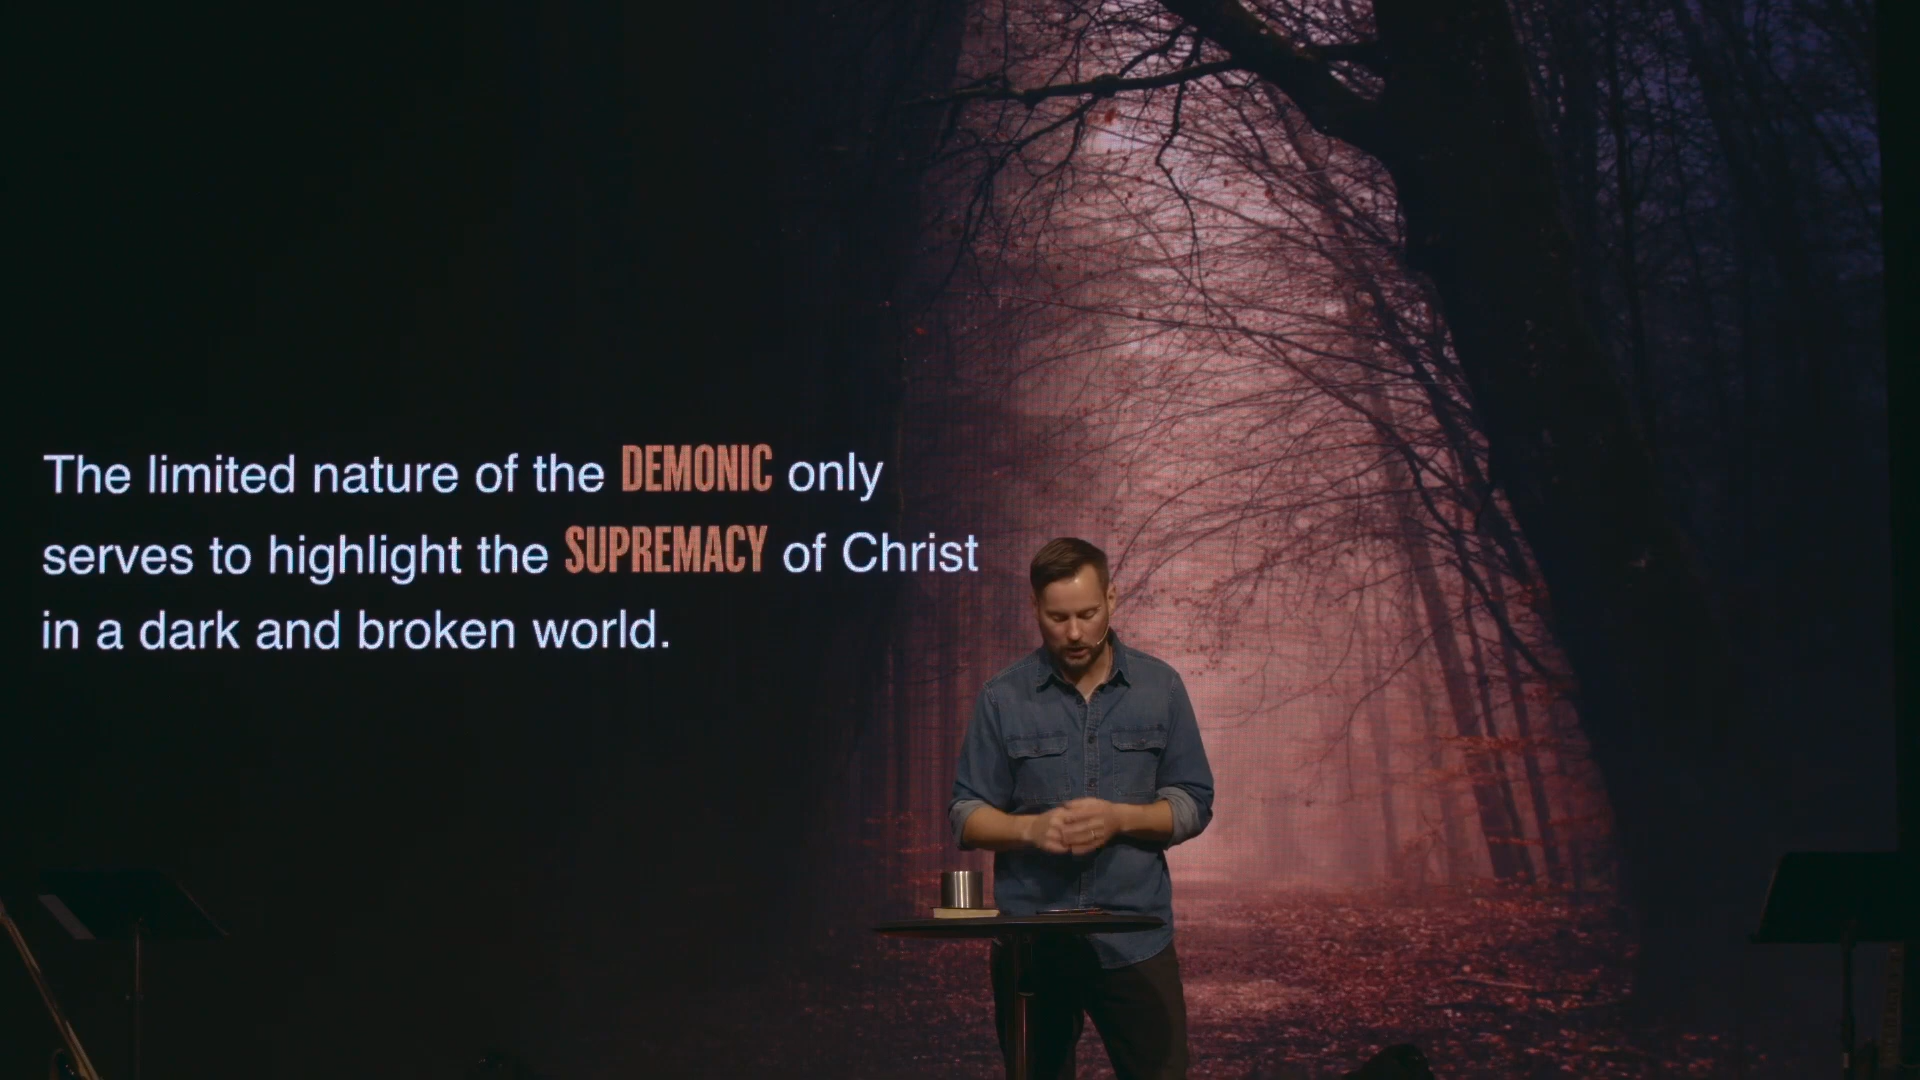 The limited nature of the DEMONIC only
serves to highlight the SUPREMACY of Christ
in a dark and broken world.